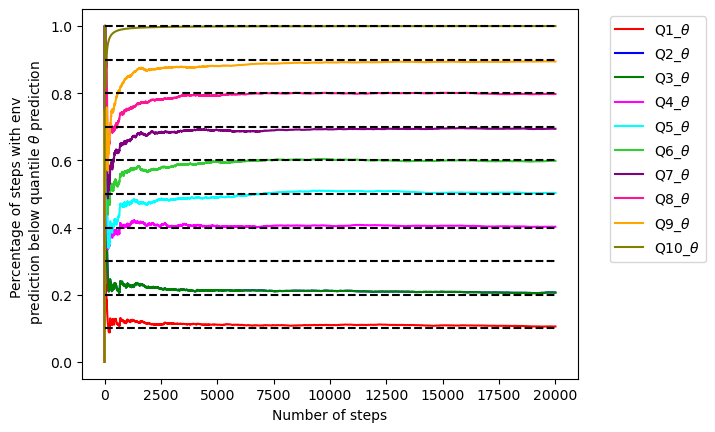 Percentage of steps with env
prediction below quantile θ prediction
1.0
0.8
0.6
0.4
0.2
0.0
0
2500
5000
7500
10000
12500
15000
17500
20000
Number of steps
Q1_θ
Q2_θ
Q3_θ
Q4_θ
Q5_θ
Q6_θ
Q7_θ
Q8_θ
Q9_θ
Q10_θ